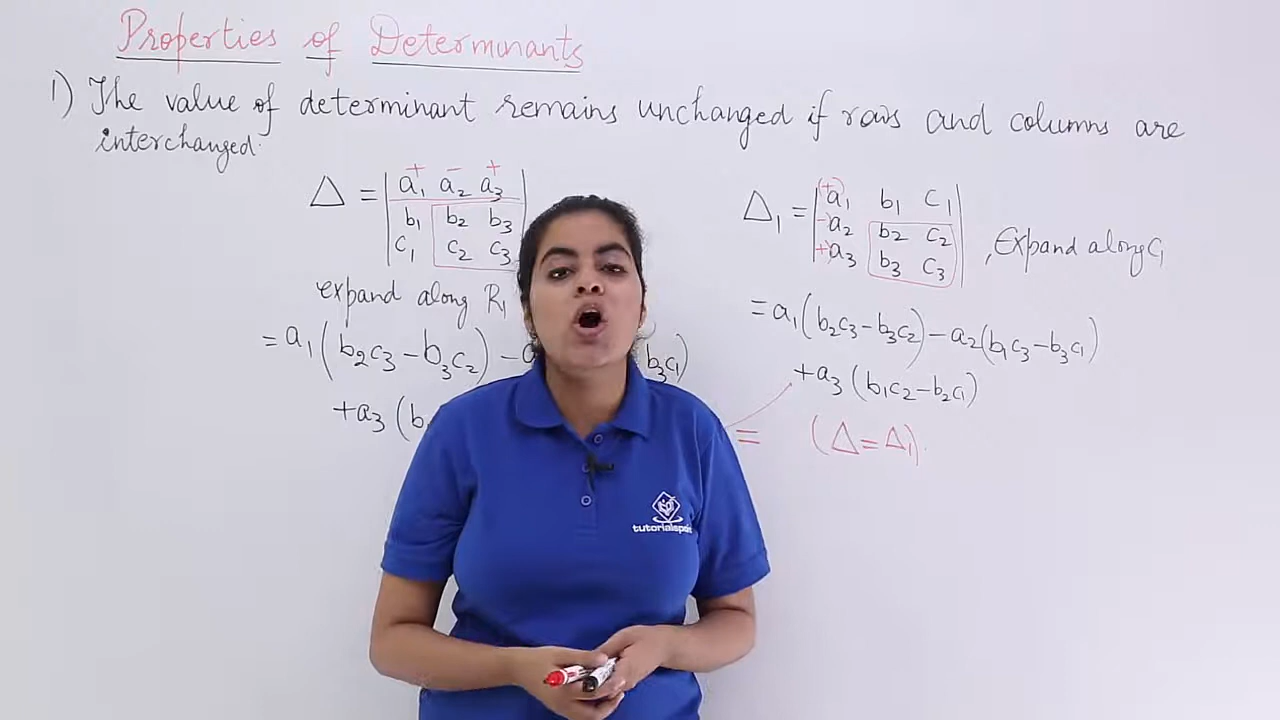 Properties of Determinants
1) The value of determinant remains unchanged if rows and columns are
interchanged.
+ − +
Δ = | a₁ a₂ a₃ |
| b₁ b₂ b₃ |
| c₁ c₂ c₃ |
expand along R₁
= a₁(b₂c₃ − b₃c₂) − b₃c₁)
+a₃(b
Δ₁ = | (+)a₁ b₁ c₁ |
| −a₂ b₂ c₂ |
| +a₃ b₃ c₃ | , Expand along C₁
= a₁(b₂c₃ − b₃c₂) − a₂(b₁c₃ − b₃c₁)
+a₃(b₁c₂ − b₂c₁)
= (Δ = Δ₁).
tutorialspoi